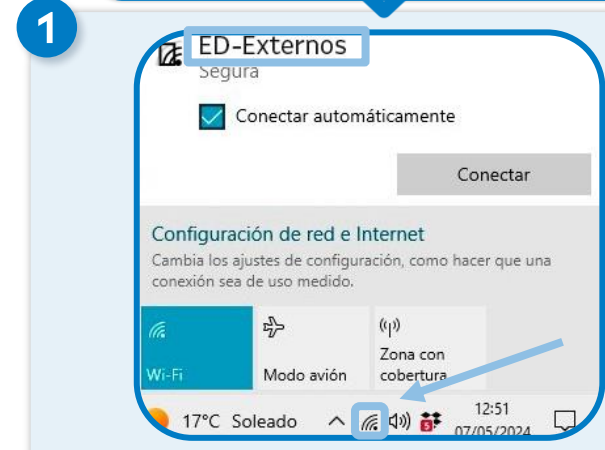 1
ED-Externos
Segura
Conectar automáticamente
Conectar
Configuración de red e Internet
Cambia los ajustes de configuración, como hacer que una
conexión sea de uso medido.
Wi-Fi
Modo avión
Zona con
cobertura
17°C Soleado
5
12:51
07/05/2024